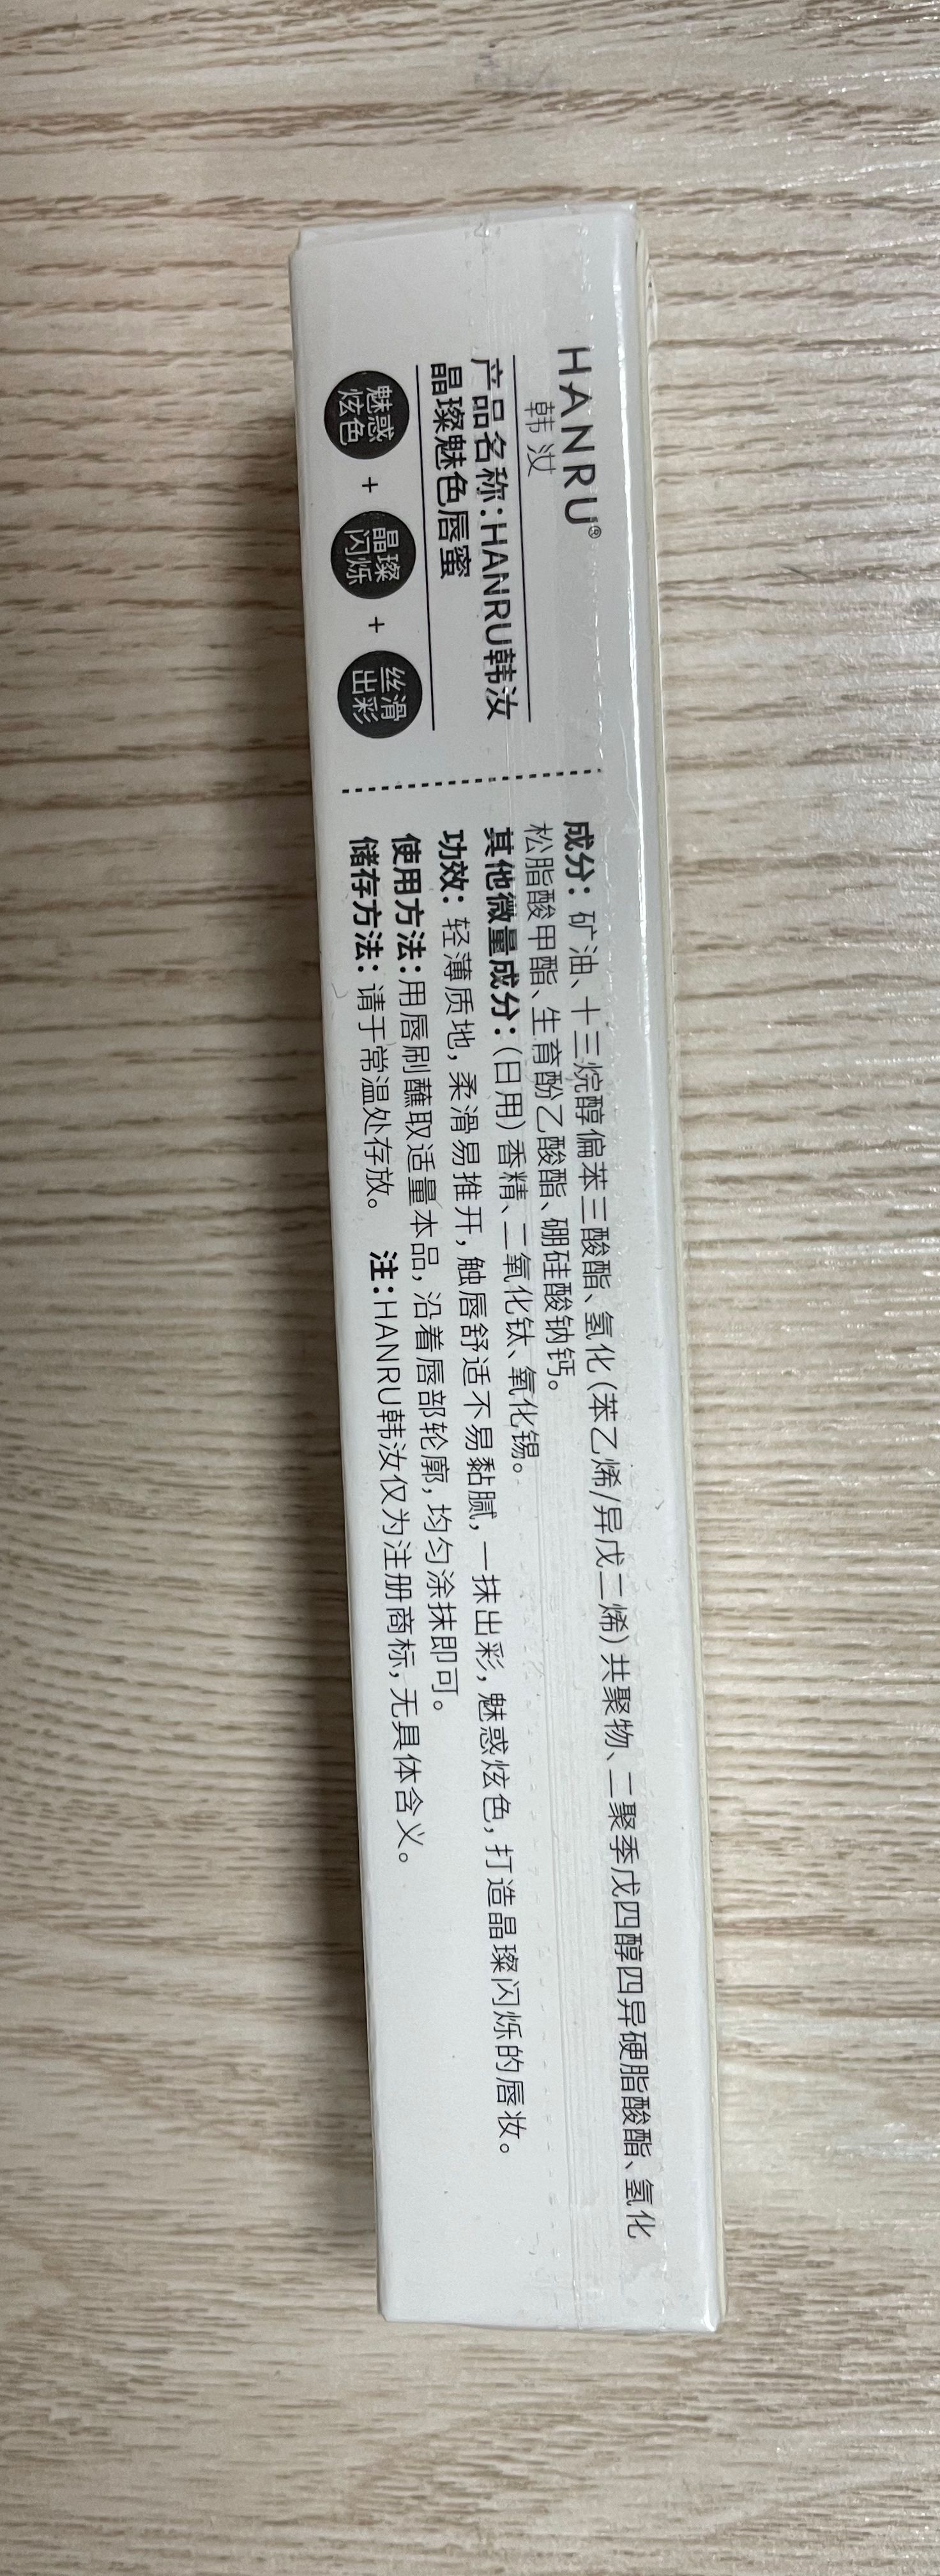 HANRU®
韩汝
产品名称:HANRU韩汝
晶璨魅色唇蜜
魅惑
炫色
+
晶璨
闪烁
+
丝滑
出彩
成分：矿油、十三烷醇偏苯三酸酯、氢化(苯乙烯/异戊二烯)共聚物、二聚季戊四醇四异硬脂酸酯、氢化
松脂酸甲酯、生育酚乙酸酯、硼硅酸钠钙。
其他微量成分：(日用)香精、二氧化钛、氧化锡。
功效：轻薄质地，柔滑易推开，触唇舒适不易黏腻，一抹出彩，魅惑炫色，打造晶璨闪烁的唇妆。
使用方法：用唇刷蘸取适量本品，沿着唇部轮廓，均匀涂抹即可。
储存方法：请于常温处存放。 注：HANRU韩汝仅为注册商标，无具体含义。